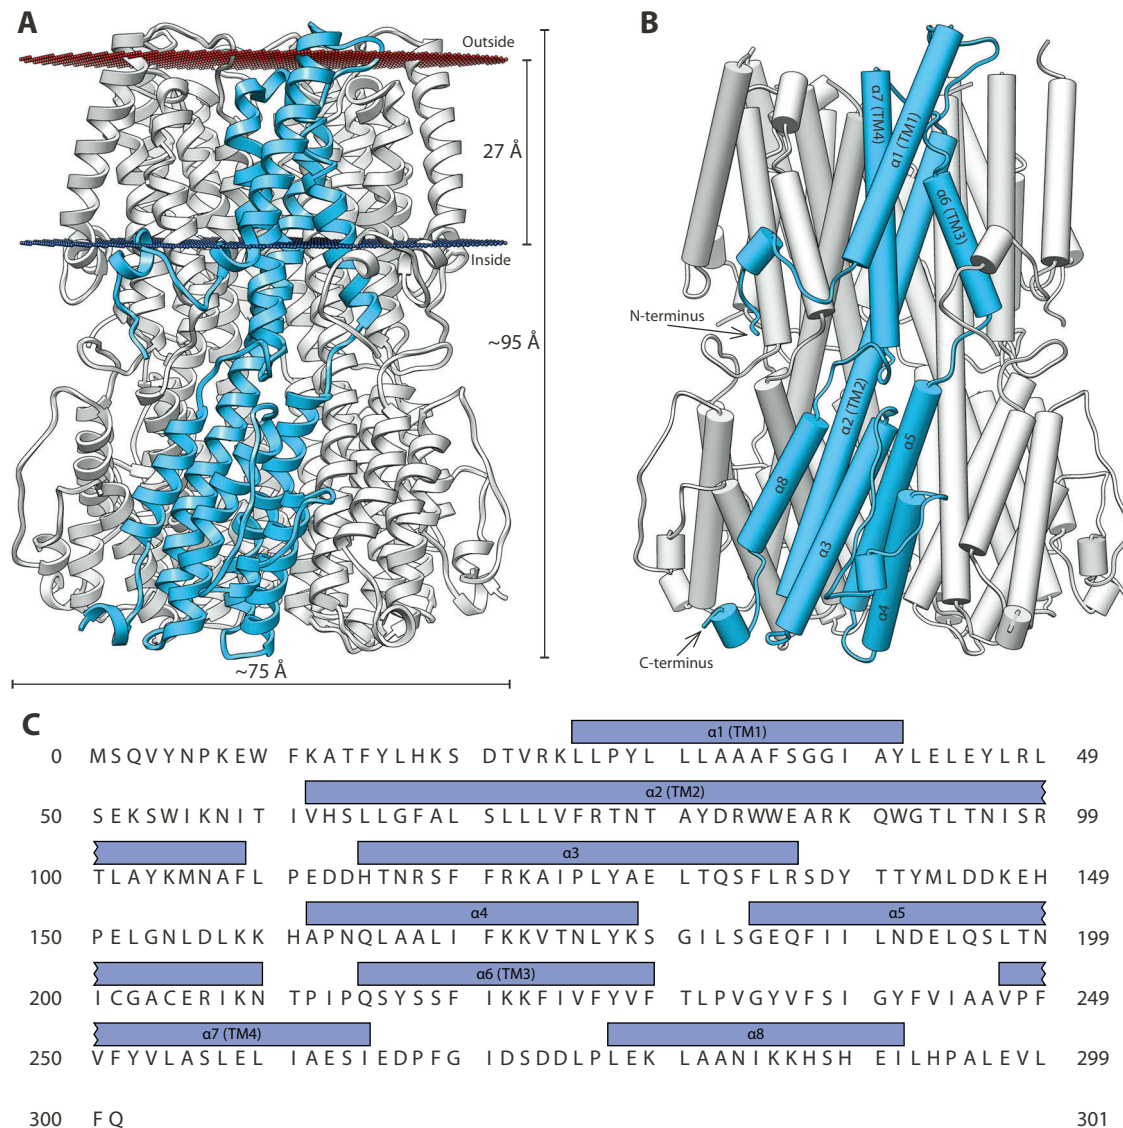 A
Outside
27 Å
Inside
~95 Å
~75 Å
B
α7 (TM4)
α1 (TM1)
α6 (TM3)
N-terminus
α2 (TM2)
α5
α8
α3
α4
C-terminus
C
α1 (TM1)
0 MSQVYNPKEW FKATFYLHKS DTVRKLLPYL LLAAAFSGGI AYLELEYLRL 49
α2 (TM2)
50 SEKSWIKNIT IVHSLLGFAL SLLLVFRTNT AYDRWWEARK QWGTLTNISR 99
α3
100 TLAYKMNAFL PEDDHTNRSF FRKAIPLYAE LTQSFLRSDY TTYMLDDKEH 149
α4 α5
150 PELGNLDLKK HAPNQLAALI FKKVTNLYKS GILSGEQFII LNDELQSLTN 199
α6 (TM3)
200 ICGACERIKN TPIPQSYSSF IKKFIVFYVF TLPVGYVFSI GYFVIAAVPF 249
α7 (TM4) α8
250 VFYVLASLEL IAESIEDPFG IDSDDLPLEK LAANIKKHSH EILHPALEVL 299
300 FQ 301